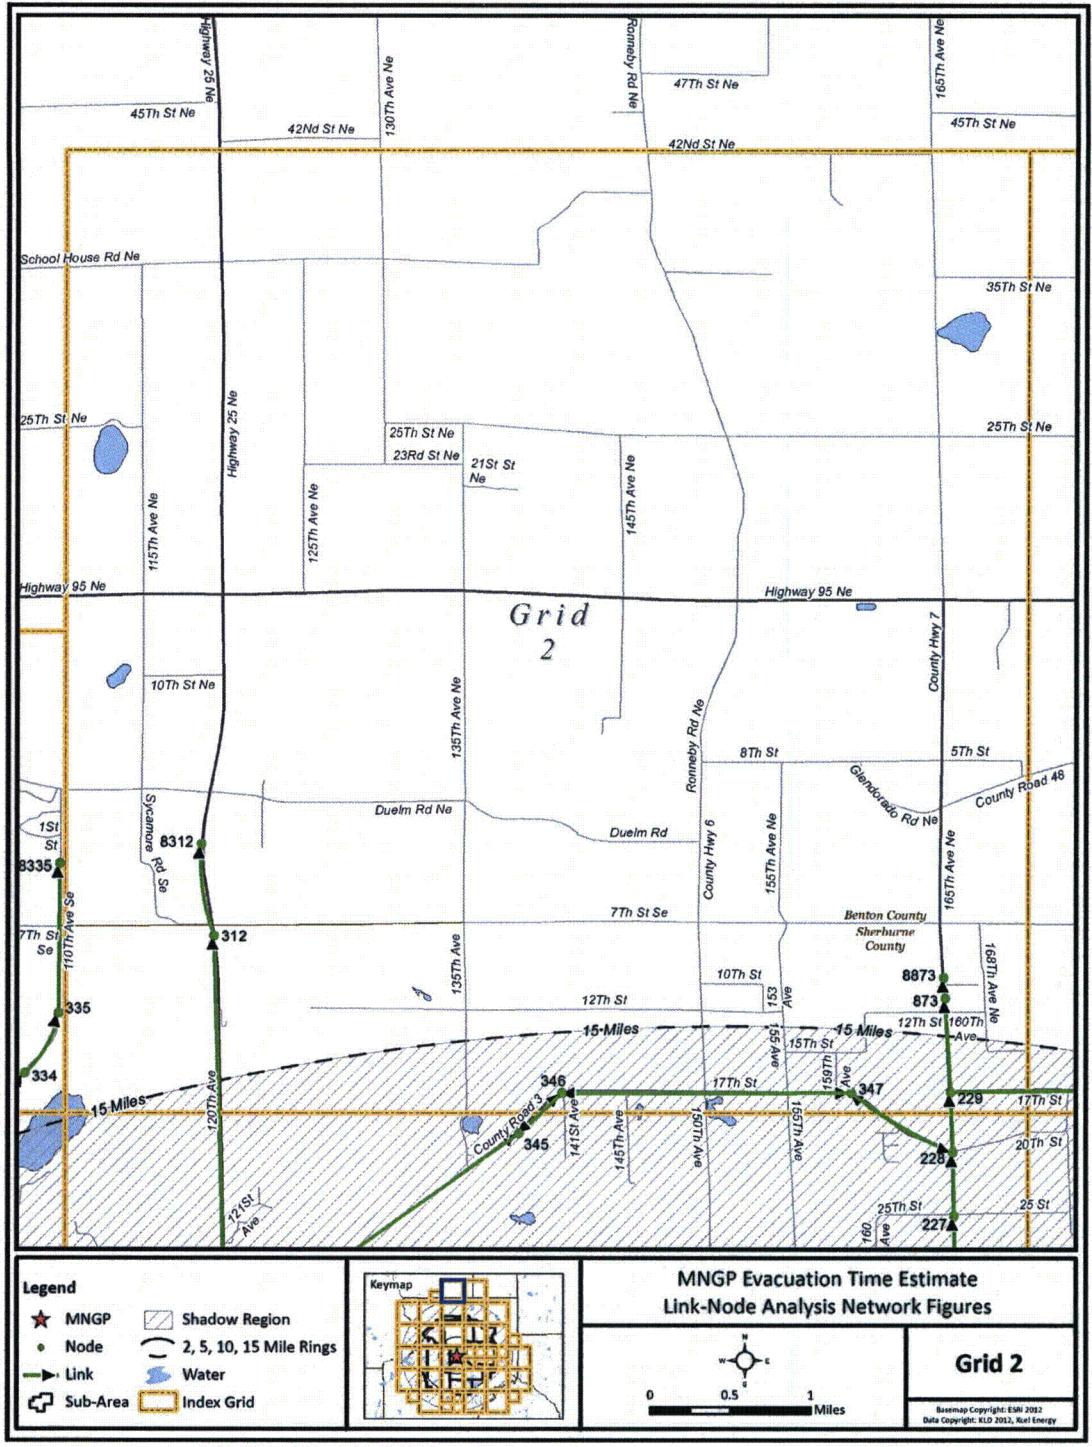 Highway 25 Ne
130Th Ave Ne
Ronneby Rd Ne
165Th Ave Ne
47Th St Ne
45Th St Ne
45Th St Ne
42Nd St Ne
42Nd St Ne
School House Rd Ne
35Th St Ne
25Th St Ne
Highway 25 Ne
25Th St Ne
25Th St Ne
23Rd St Ne
21St St
Ne
115Th Ave Ne
125Th Ave Ne
145Th Ave Ne
Highway 95 Ne
Highway 95 Ne
Grid
2
County Hwy 7
10Th St Ne
135Th Ave Ne
Ronneby Rd Ne
8Th St
5Th St
Glendorado Rd Ne
County Road 48
Duelm Rd Ne
Duelm Rd
1St
St
Sycamore
Rd Se
8312
8335
County Hwy 6
155Th Ave Ne
165Th Ave Ne
110Th Ave Se
7Th St Se
Benton County
Sherburne
County
7Th St
Se
312
135Th Ave
168Th Ave Ne
10Th St
8873
153
Ave
12Th St
873
335
12Th St
160Th
Ave
15 Miles
15 Miles
155 Ave
15Th St
334
120Th Ave
346
17Th St
159Th
Ave
347
229
17Th St
15 Miles
County Road 3
345
141St Ave
145Th Ave
150Th Ave
155Th Ave
228
20Th St
121St
Ave
25Th St
25 St
160
Ave
227
Legend
MNGP
Node
Link
Sub-Area
Shadow Region
2, 5, 10, 15 Mile Rings
Water
Index Grid
Keymap
MNGP Evacuation Time Estimate
Link-Node Analysis Network Figures
N
W
E
S
0
0.5
1
Miles
Grid 2
Basemap Copyright: ESRI 2012
Data Copyright: KLD 2012, Xcel Energy